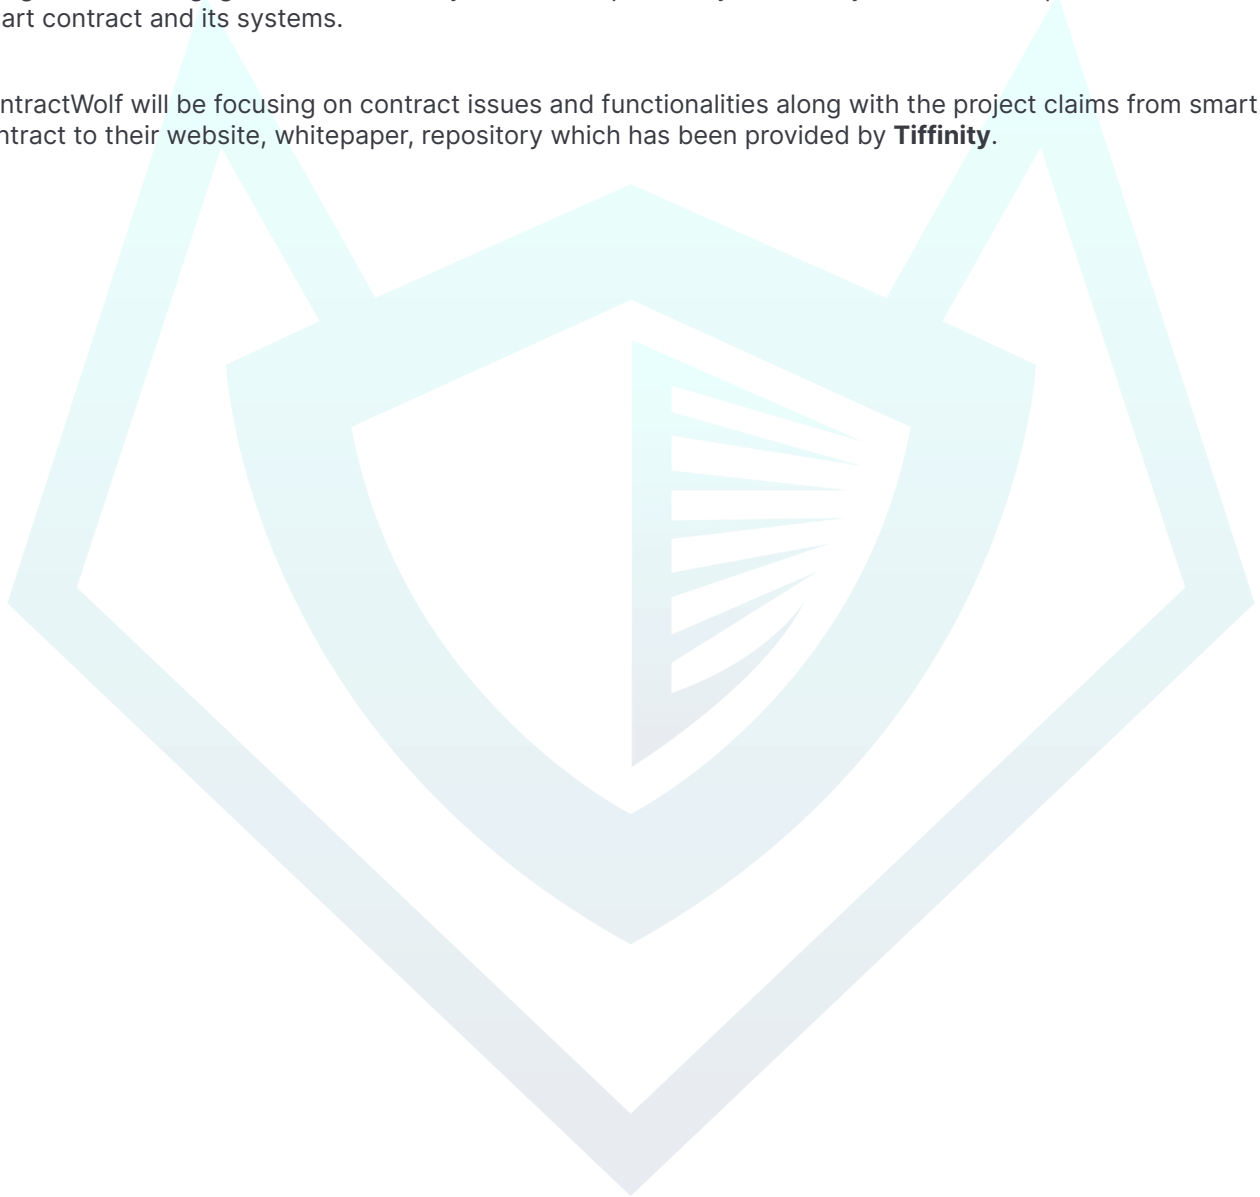 art contract and its systems.
ntractWolf will be focusing on contract issues and functionalities along with the project claims from smart
ntract to their website, whitepaper, repository which has been provided by Tiffinity.